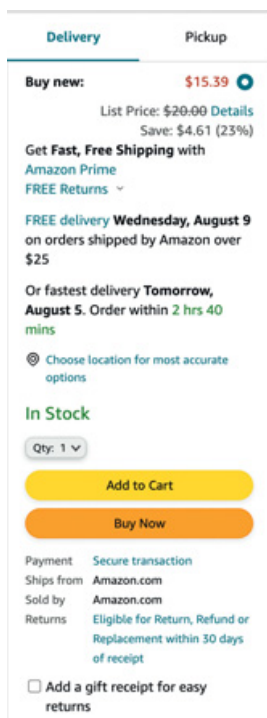 Delivery
Pickup
Buy new: $15.39
List Price: $20.00 Details
Save: $4.61 (23%)
Get Fast, Free Shipping with
Amazon Prime
FREE Returns
FREE delivery Wednesday, August 9
on orders shipped by Amazon over
$25
Or fastest delivery Tomorrow,
August 5. Order within 2 hrs 40
mins
Choose location for most accurate
options
In Stock
Qty: 1
Add to Cart
Buy Now
Payment Secure transaction
Ships from Amazon.com
Sold by Amazon.com
Returns Eligible for Return, Refund or
Replacement within 30 days
of receipt
Add a gift receipt for easy
returns